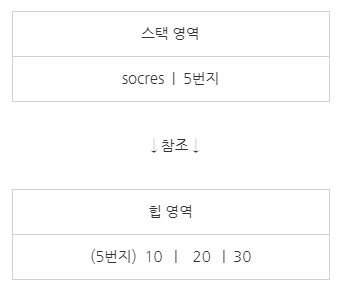 스택 영역
socres | 5번지
↓참조↓
힙 영역
(5번지) 10 | 20 | 30